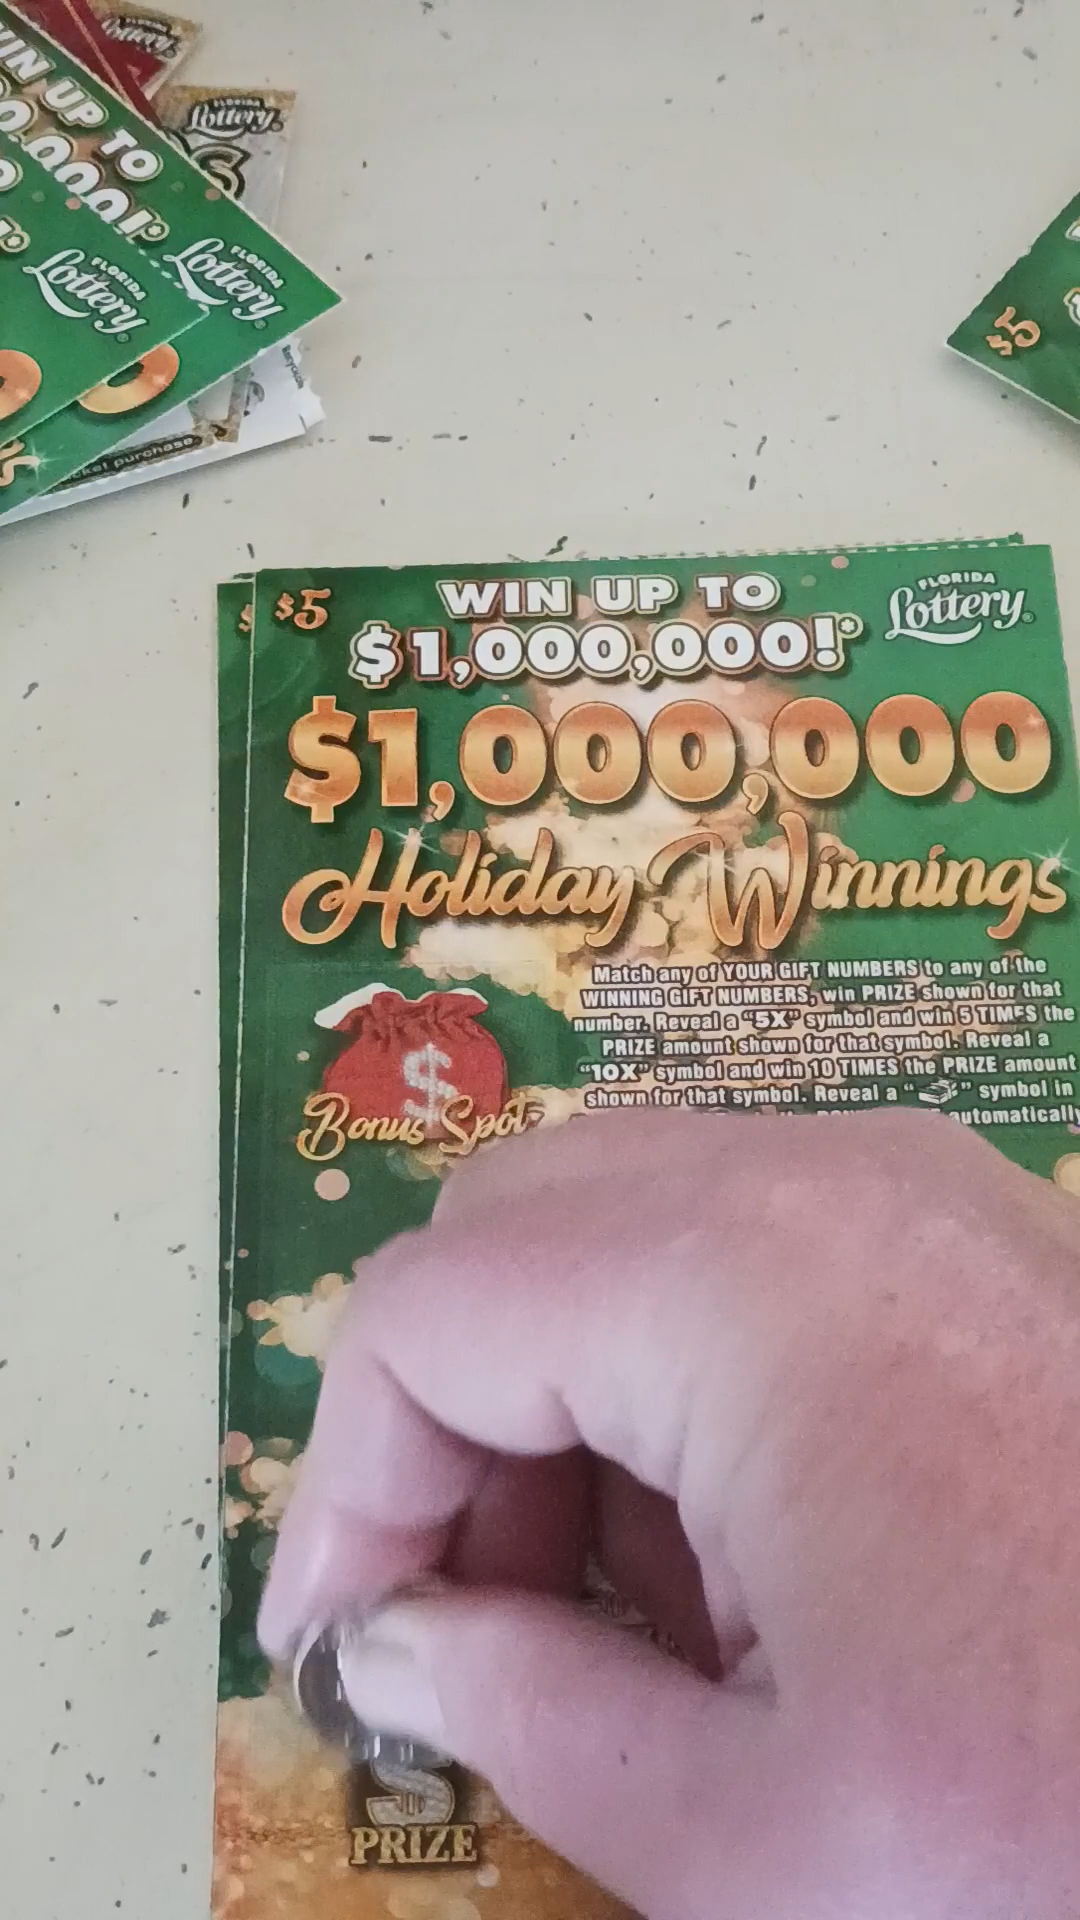 FLORIDA
Lottery
FLORIDA
Lottery
WIN UP TO
FLORIDA
Lottery
FLORIDA
Lottery
ticket purchase.
$5
$5
WIN UP TO
$1,000,000!*
FLORIDA
Lottery
$1,000,000
Holiday Winnings
Match any of YOUR GIFT NUMBERS to any of the
WINNING GIFT NUMBERS, win PRIZE shown for that
number. Reveal a "5X" symbol and win 5 TIMES the
PRIZE amount shown for that symbol. Reveal a
"10X" symbol and win 10 TIMES the PRIZE amount
shown for that symbol. Reveal a " " symbol in
automatically
$
Bonus Spot
$
PRIZE